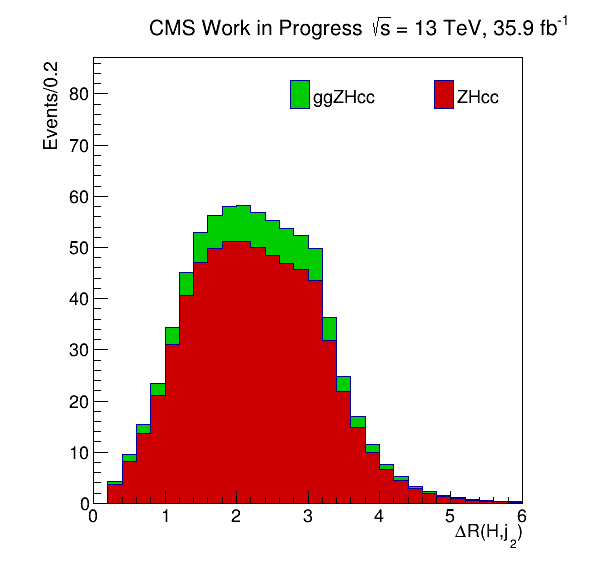 CMS Work in Progress √s = 13 TeV, 35.9 fb⁻¹
Events/0.2
ggZHcc
ZHcc
80
70
60
50
40
30
20
10
0
0 1 2 3 4 5 6
ΔR(H,j₂)